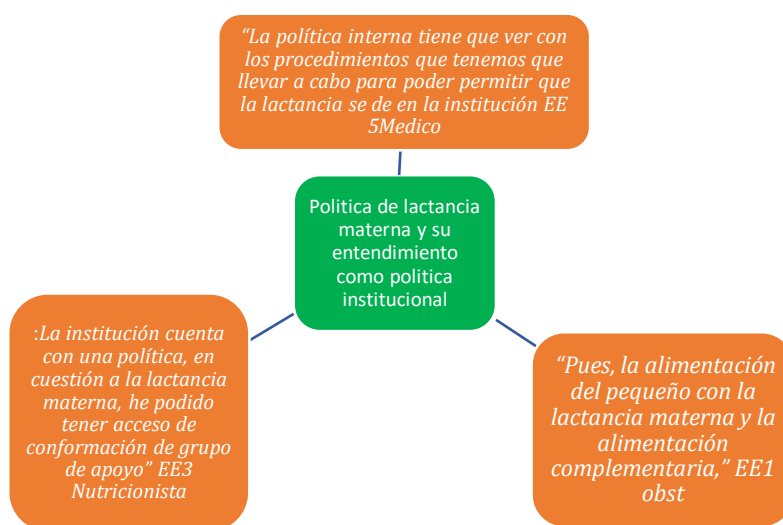 “La política interna tiene que ver con
los procedimientos que tenemos que
llevar a cabo para poder permitir que
la lactancia se de en la institución EE
5Medico
Politica de lactancia
materna y su
entendimiento
como politica
institucional
:La institución cuenta
con una política, en
cuestión a la lactancia
materna, he podido
tener acceso de
conformación de grupo
de apoyo” EE3
Nutricionista
“Pues, la alimentación
del pequeño con la
lactancia materna y la
alimentación
complementaria,” EE1
obst